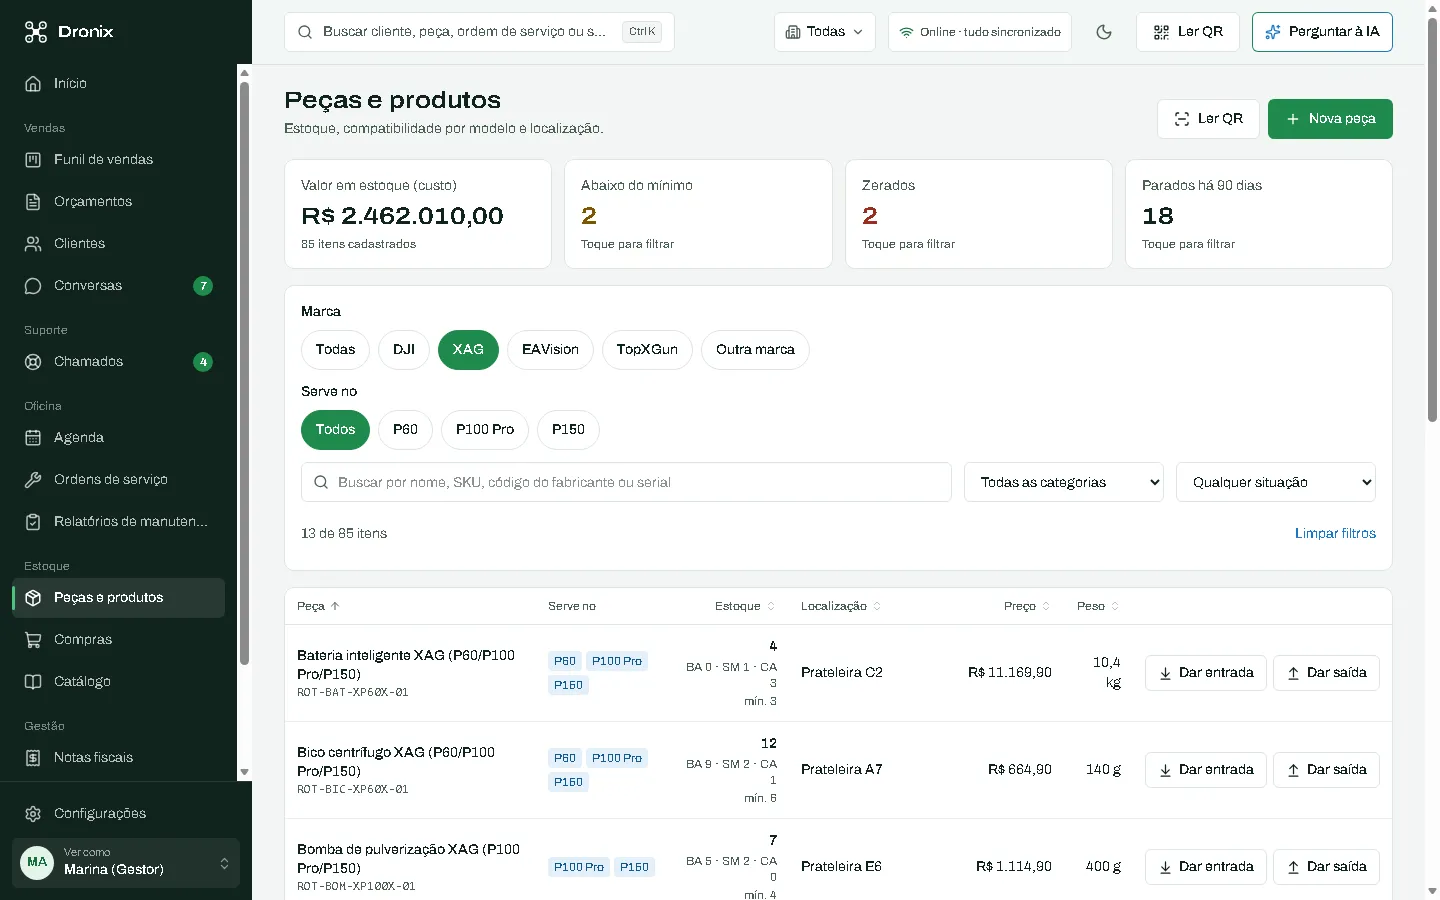 Dronix
Buscar cliente, peça, ordem de serviço ou s...
Ctrl K
Todas
Online · tudo sincronizado
Ler QR
Perguntar à IA
Início
Vendas
Funil de vendas
Orçamentos
Clientes
Conversas
7
Suporte
Chamados
4
Oficina
Agenda
Ordens de serviço
Relatórios de manuten...
Estoque
Peças e produtos
Compras
Catálogo
Gestão
Notas fiscais
Configurações
MA
Ver como
Marina (Gestor)
Peças e produtos
Estoque, compatibilidade por modelo e localização.
Ler QR
Nova peça
Valor em estoque (custo)
R$ 2.462.010,00
85 itens cadastrados
Abaixo do mínimo
2
Toque para filtrar
Zerados
2
Toque para filtrar
Parados há 90 dias
18
Toque para filtrar
Marca
Todas
DJI
XAG
EAVision
TopXGun
Outra marca
Serve no
Todos
P60
P100 Pro
P150
Buscar por nome, SKU, código do fabricante ou serial
Todas as categorias
Qualquer situação
13 de 85 itens
Limpar filtros
Peça
Serve no
Estoque
Localização
Preço
Peso
Bateria inteligente XAG (P60/P100
Pro/P150)
ROT-BAT-XP60X-01
P60
P100 Pro
P150
4
BA 0 · SM 1 · CA
3
mín. 3
Prateleira C2
R$ 11.169,90
10,4
kg
Dar entrada
Dar saída
Bico centrífugo XAG (P60/P100
Pro/P150)
ROT-BIC-XP60X-01
P60
P100 Pro
P150
12
BA 9 · SM 2 · CA
1
mín. 6
Prateleira A7
R$ 664,90
140 g
Dar entrada
Dar saída
Bomba de pulverização XAG (P100
Pro/P150)
ROT-BOM-XP100X-01
P100 Pro
P150
7
BA 5 · SM 2 · CA
0
mín. 4
Prateleira E6
R$ 1.114,90
400 g
Dar entrada
Dar saída